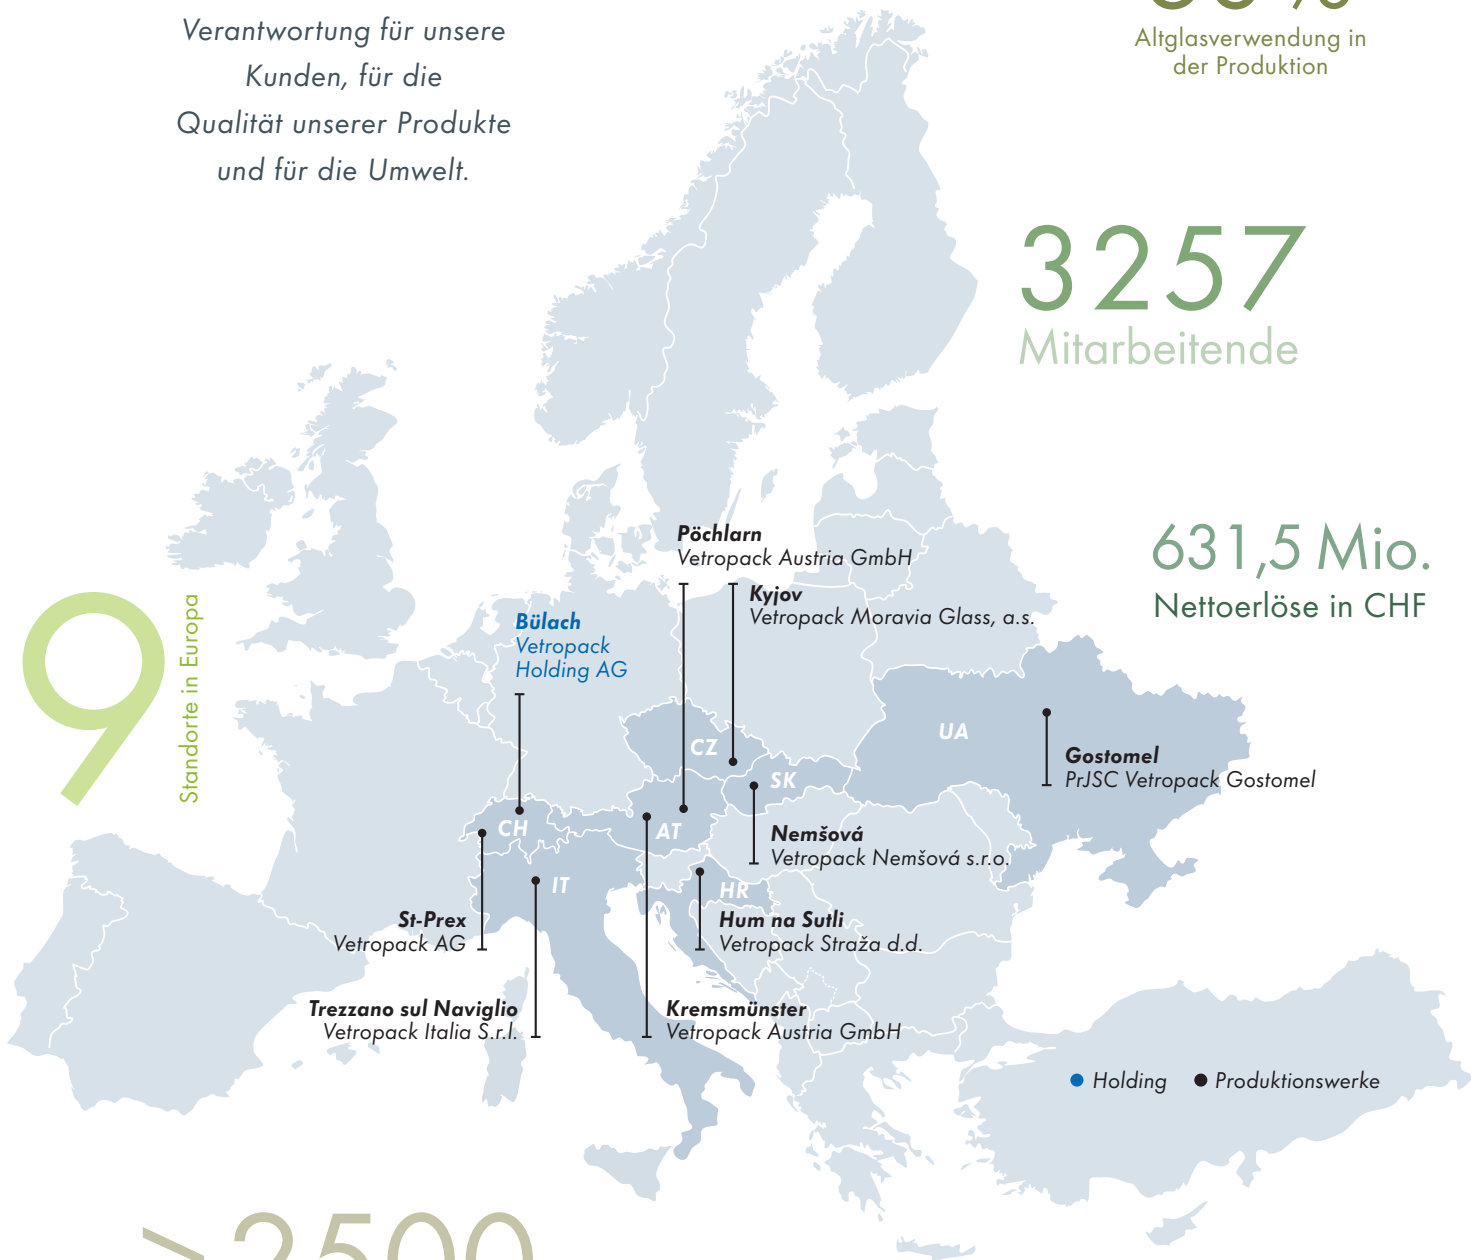 Verantwortung für unsere
Kunden, für die
Qualität unserer Produkte
und für die Umwelt.
Altglasverwendung in
der Produktion
3257
Mitarbeitende
631,5 Mio.
Nettoerlöse in CHF
9
Standorte in Europa
Pöchlarn
Vetropack Austria GmbH
Kyjov
Vetropack Moravia Glass, a.s.
Bülach
Vetropack
Holding AG
CZ
UA
SK
Gostomel
PrJSC Vetropack Gostomel
CH
AT
Nemšová
Vetropack Nemšová s.r.o.
IT
HR
St-Prex
Vetropack AG
Hum na Sutli
Vetropack Straža d.d.
Trezzano sul Naviglio
Vetropack Italia S.r.l.
Kremsmünster
Vetropack Austria GmbH
Holding
Produktionswerke
>2500